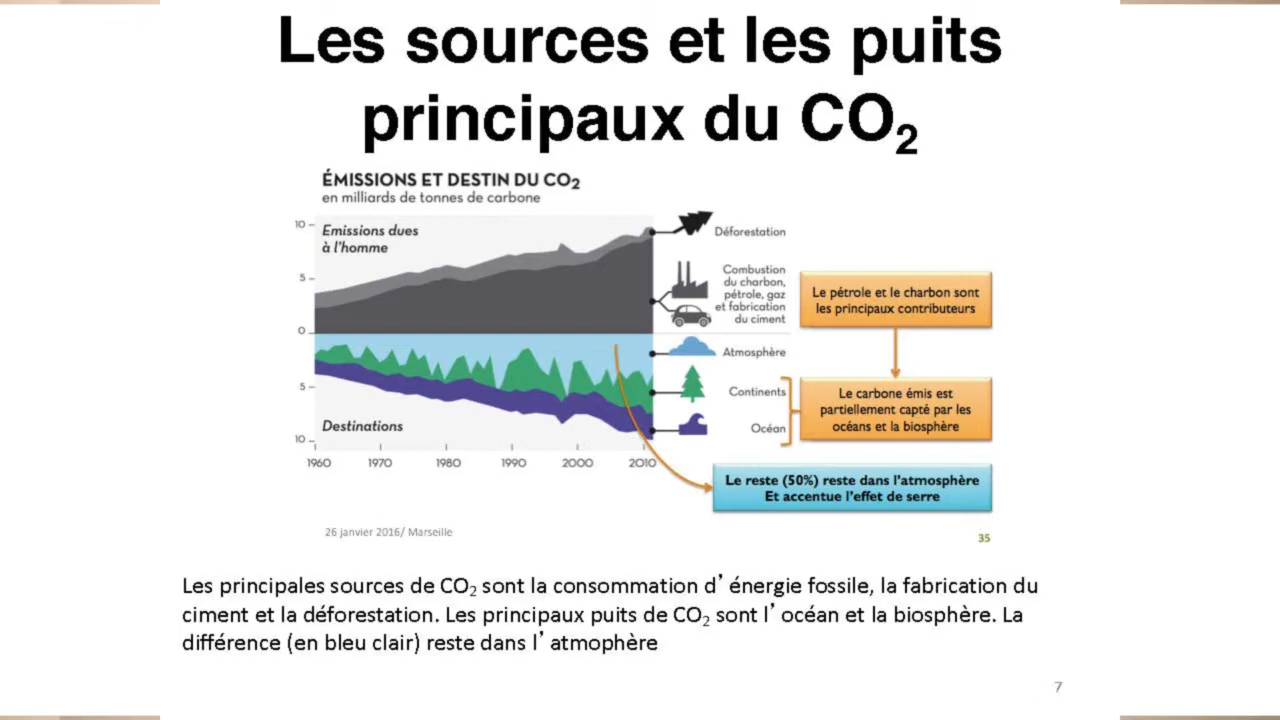 Les sources et les puits
principaux du CO₂
ÉMISSIONS ET DESTIN DU CO₂
en milliards de tonnes de carbone
10
Emissions dues
à l'homme
5
0
5
Destinations
10
1960 1970 1980 1990 2000 2010
Déforestation
Combustion
du charbon,
pétrole, gaz
et fabrication
du ciment
Atmosphère
Continents
Océan
Le pétrole et le charbon sont
les principaux contributeurs
Le carbone émis est
partiellement capté par les
océans et la biosphère
Le reste (50%) reste dans l'atmosphère
Et accentue l'effet de serre
26 janvier 2016/ Marseille
35
Les principales sources de CO₂ sont la consommation d’énergie fossile, la fabrication du
ciment et la déforestation. Les principaux puits de CO₂ sont l’océan et la biosphère. La
différence (en bleu clair) reste dans l’atmophère
7